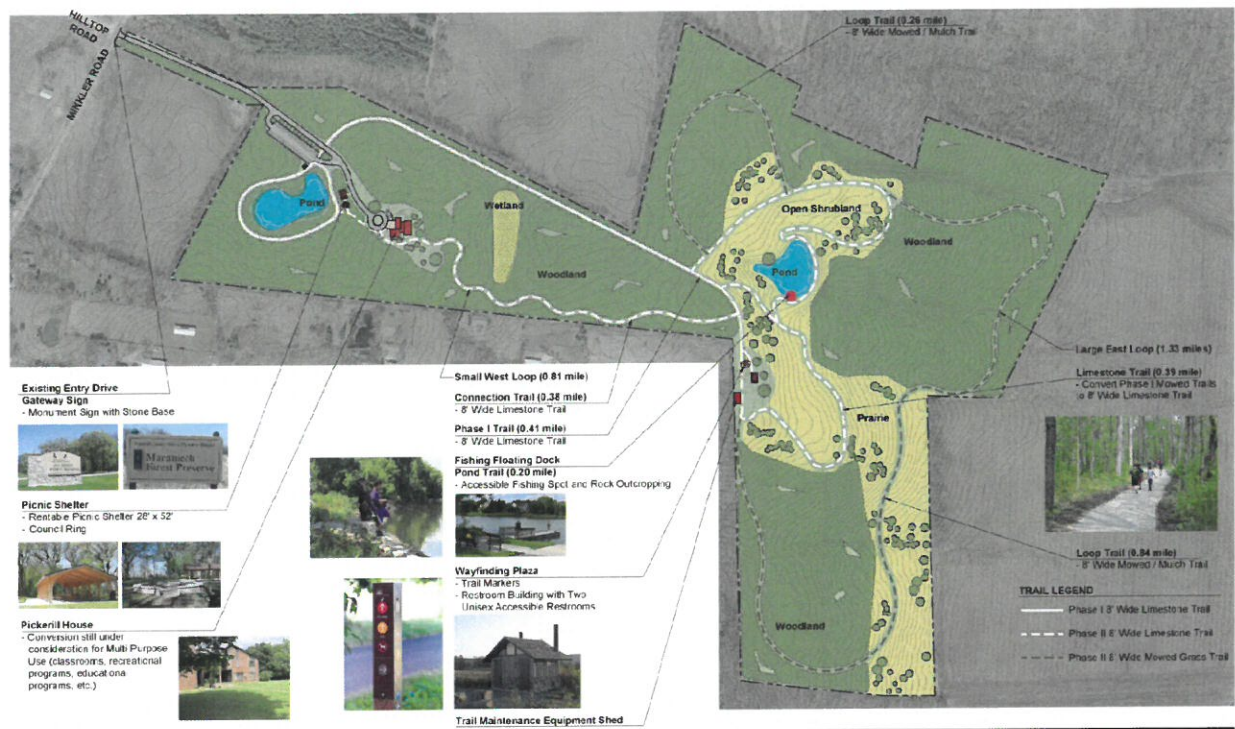 HILLTOP
ROAD
MINKLER ROAD
Loop Trail (0.26 mile)
- 8' Wide Mowed / Mulch Trail
Pond
Wetland
Woodland
Open Shrubland
Woodland
Pond
Prairie
Woodland
Large East Loop (1.33 miles)
Limestone Trail (0.39 mile)
- Convert Phase I Mowed Trails
to 8' Wide Limestone Trail
Loop Trail (0.84 mile)
- 8' Wide Mowed / Mulch Trail
TRAIL LEGEND
Phase I 8' Wide Limestone Trail
Phase II 8' Wide Limestone Trail
Phase II 8' Wide Mowed Grass Trail
Existing Entry Drive
Gateway Sign
- Monument Sign with Stone Base
Maramech
Forest Preserve
Picnic Shelter
- Rentable Picnic Shelter 28' x 52'
- Council Ring
Pickerill House
- Conversion still under
consideration for Multi Purpose
Use (classrooms, recreational
programs, educational
programs, etc.)
Small West Loop (0.81 mile)
Connection Trail (0.38 mile)
- 8' Wide Limestone Trail
Phase I Trail (0.41 mile)
- 8' Wide Limestone Trail
Fishing Floating Dock
Pond Trail (0.20 mile)
- Accessible Fishing Spot and Rock Outcropping
Wayfinding Plaza
- Trail Markers
- Restroom Building with Two
Unisex Accessible Restrooms
Trail Maintenance Equipment Shed